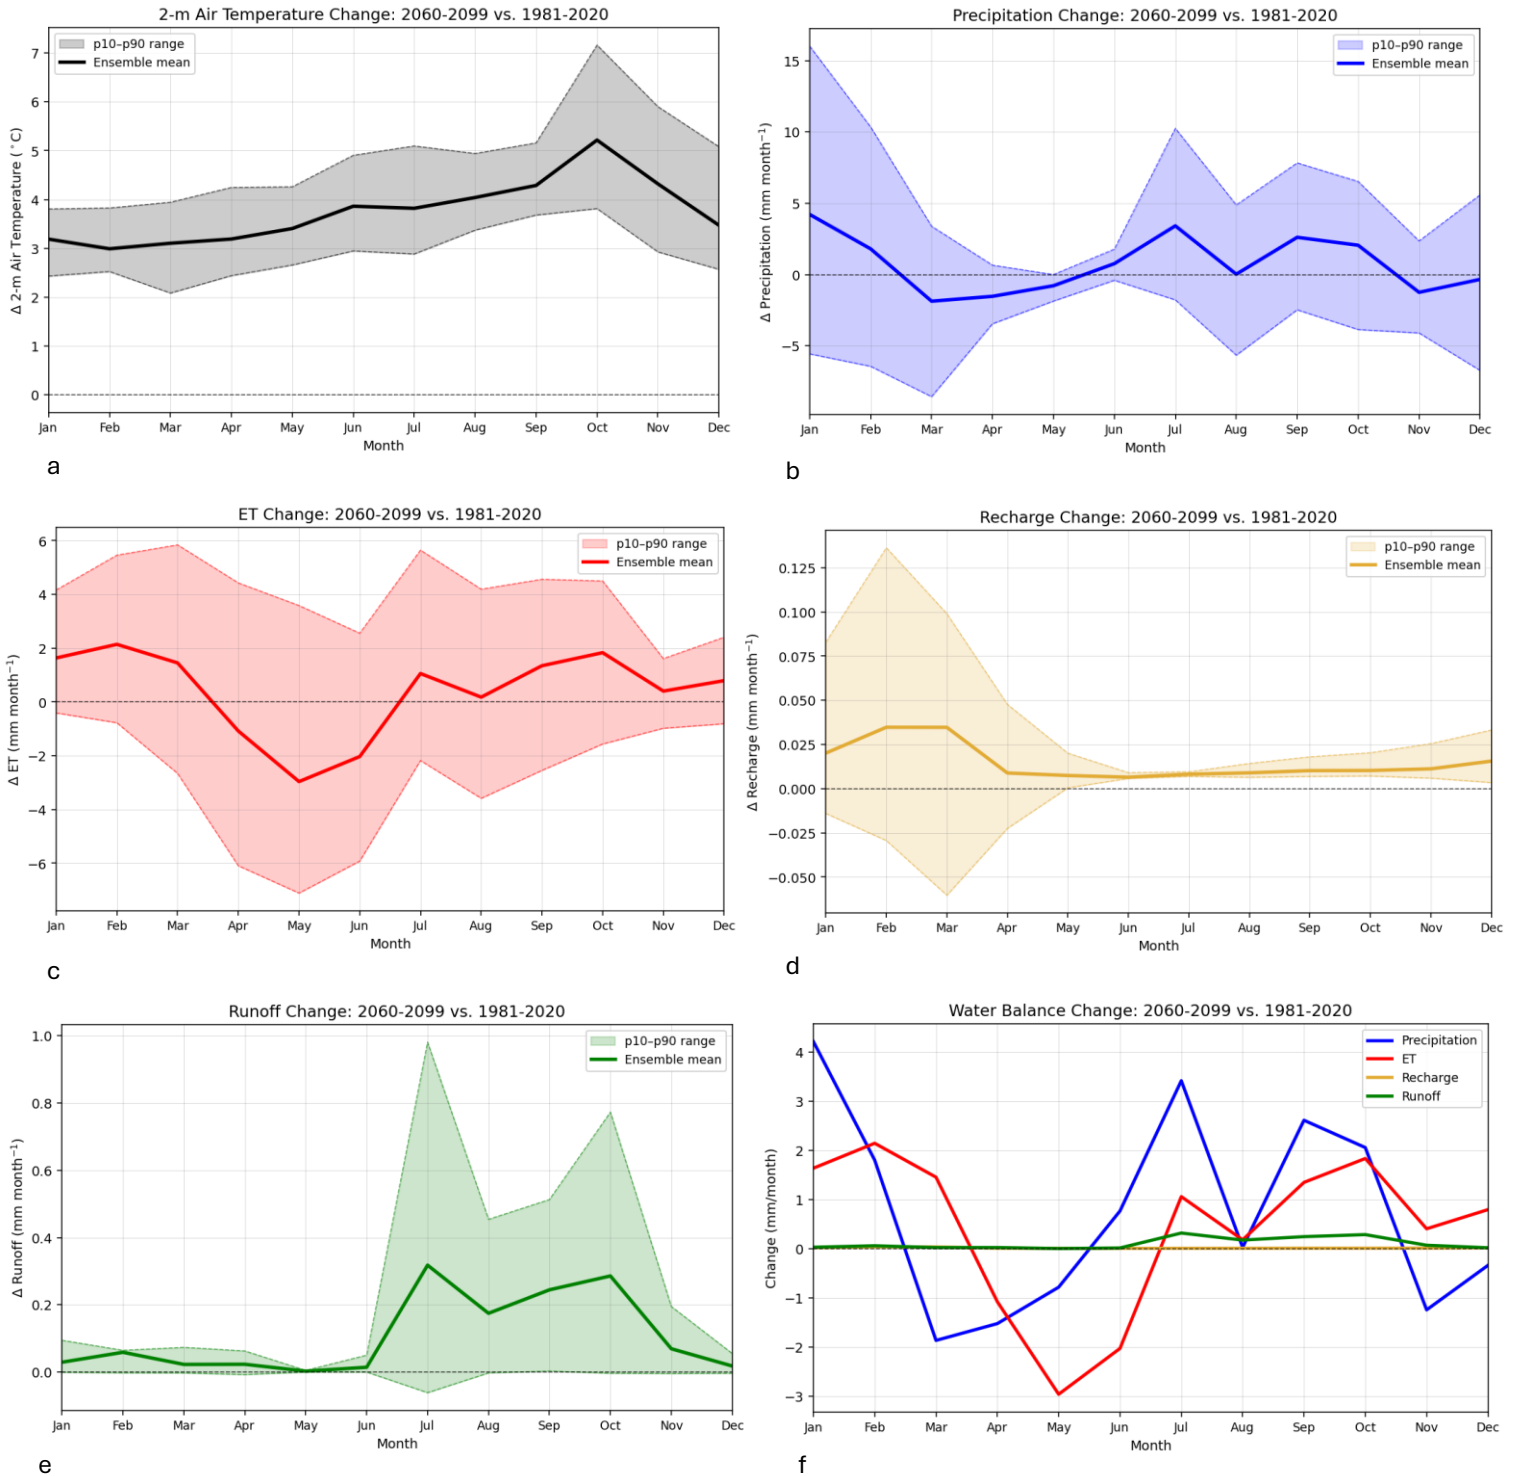 2-m Air Temperature Change: 2060-2099 vs. 1981-2020
p10–p90 range
Ensemble mean
Δ 2-m Air Temperature (°C)
7
6
5
4
3
2
1
0
Jan Feb Mar Apr May Jun Jul Aug Sep Oct Nov Dec
Month
a
Precipitation Change: 2060-2099 vs. 1981-2020
p10–p90 range
Ensemble mean
Δ Precipitation (mm month⁻¹)
15
10
5
0
−5
Jan Feb Mar Apr May Jun Jul Aug Sep Oct Nov Dec
Month
b
ET Change: 2060-2099 vs. 1981-2020
p10–p90 range
Ensemble mean
Δ ET (mm month⁻¹)
6
4
2
0
−2
−4
−6
Jan Feb Mar Apr May Jun Jul Aug Sep Oct Nov Dec
Month
c
Recharge Change: 2060-2099 vs. 1981-2020
p10–p90 range
Ensemble mean
Δ Recharge (mm month⁻¹)
0.125
0.100
0.075
0.050
0.025
0.000
−0.025
−0.050
Jan Feb Mar Apr May Jun Jul Aug Sep Oct Nov Dec
Month
d
Runoff Change: 2060-2099 vs. 1981-2020
p10–p90 range
Ensemble mean
Δ Runoff (mm month⁻¹)
1.0
0.8
0.6
0.4
0.2
0.0
Jan Feb Mar Apr May Jun Jul Aug Sep Oct Nov Dec
Month
e
Water Balance Change: 2060-2099 vs. 1981-2020
Precipitation
ET
Recharge
Runoff
Change (mm/month)
4
3
2
1
0
−1
−2
−3
Jan Feb Mar Apr May Jun Jul Aug Sep Oct Nov Dec
Month
f